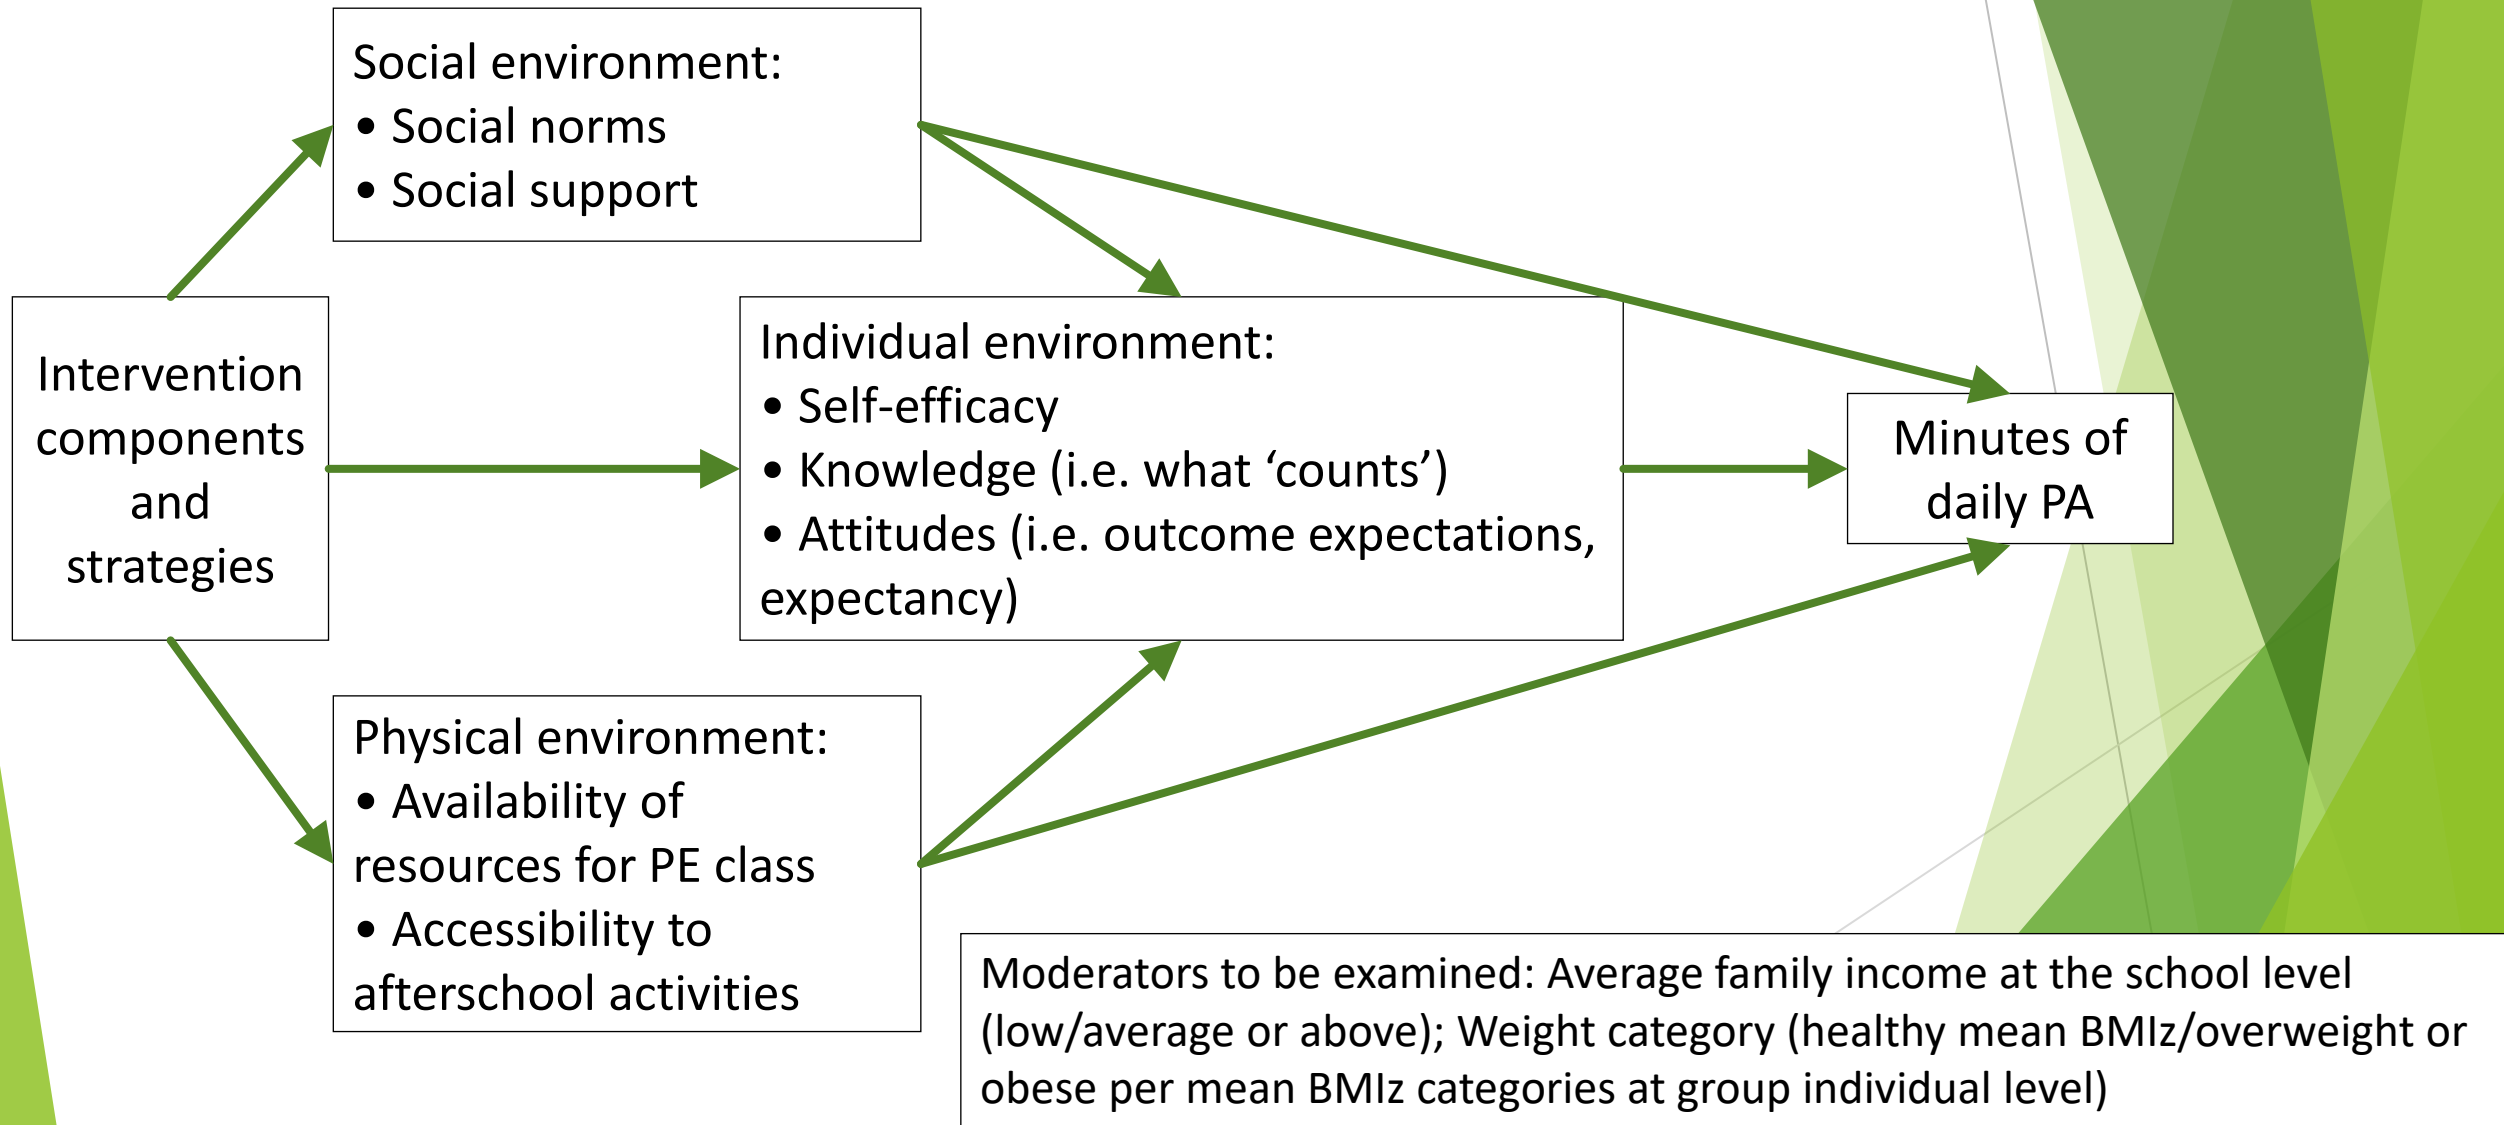 Social environment:
• Social norms
• Social support
Intervention
components
and
strategies
Individual environment:
• Self-efficacy
• Knowledge (i.e. what ‘counts’)
• Attitudes (i.e. outcome expectations,
expectancy)
Minutes of
daily PA
Physical environment:
• Availability of
resources for PE class
• Accessibility to
afterschool activities
Moderators to be examined: Average family income at the school level
(low/average or above); Weight category (healthy mean BMIz/overweight or
obese per mean BMIz categories at group individual level)